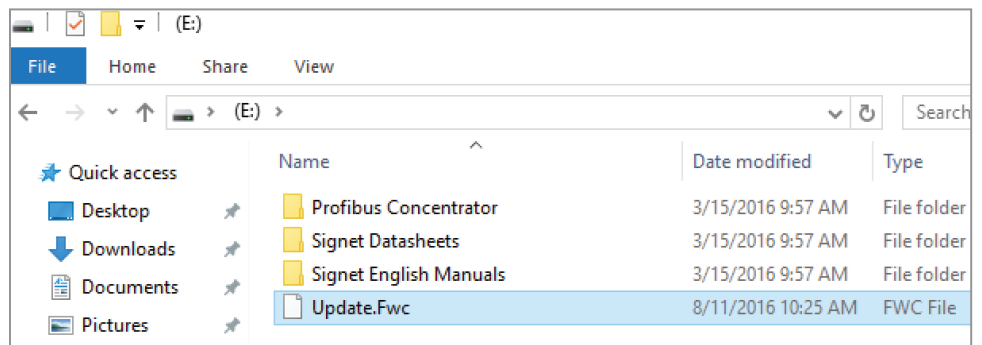 (E:)
File Home Share View
(E:) Search
Name Date modified Type
Quick access
Desktop
Downloads
Documents
Pictures
Profibus Concentrator 3/15/2016 9:57 AM File folder
Signet Datasheets 3/15/2016 9:57 AM File folder
Signet English Manuals 3/15/2016 9:57 AM File folder
Update.Fwc 8/11/2016 10:25 AM FWC File